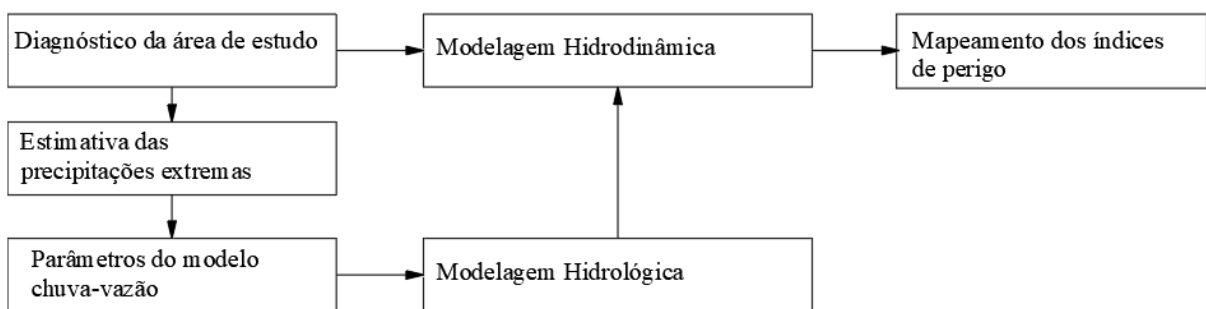 Diagnóstico da área de estudo
Modelagem Hidrodinâmica
Mapeamento dos índices
de perigo
Estimativa das
precipitações extremas
Parâmetros do modelo
chuva-vazão
Modelagem Hidrológica